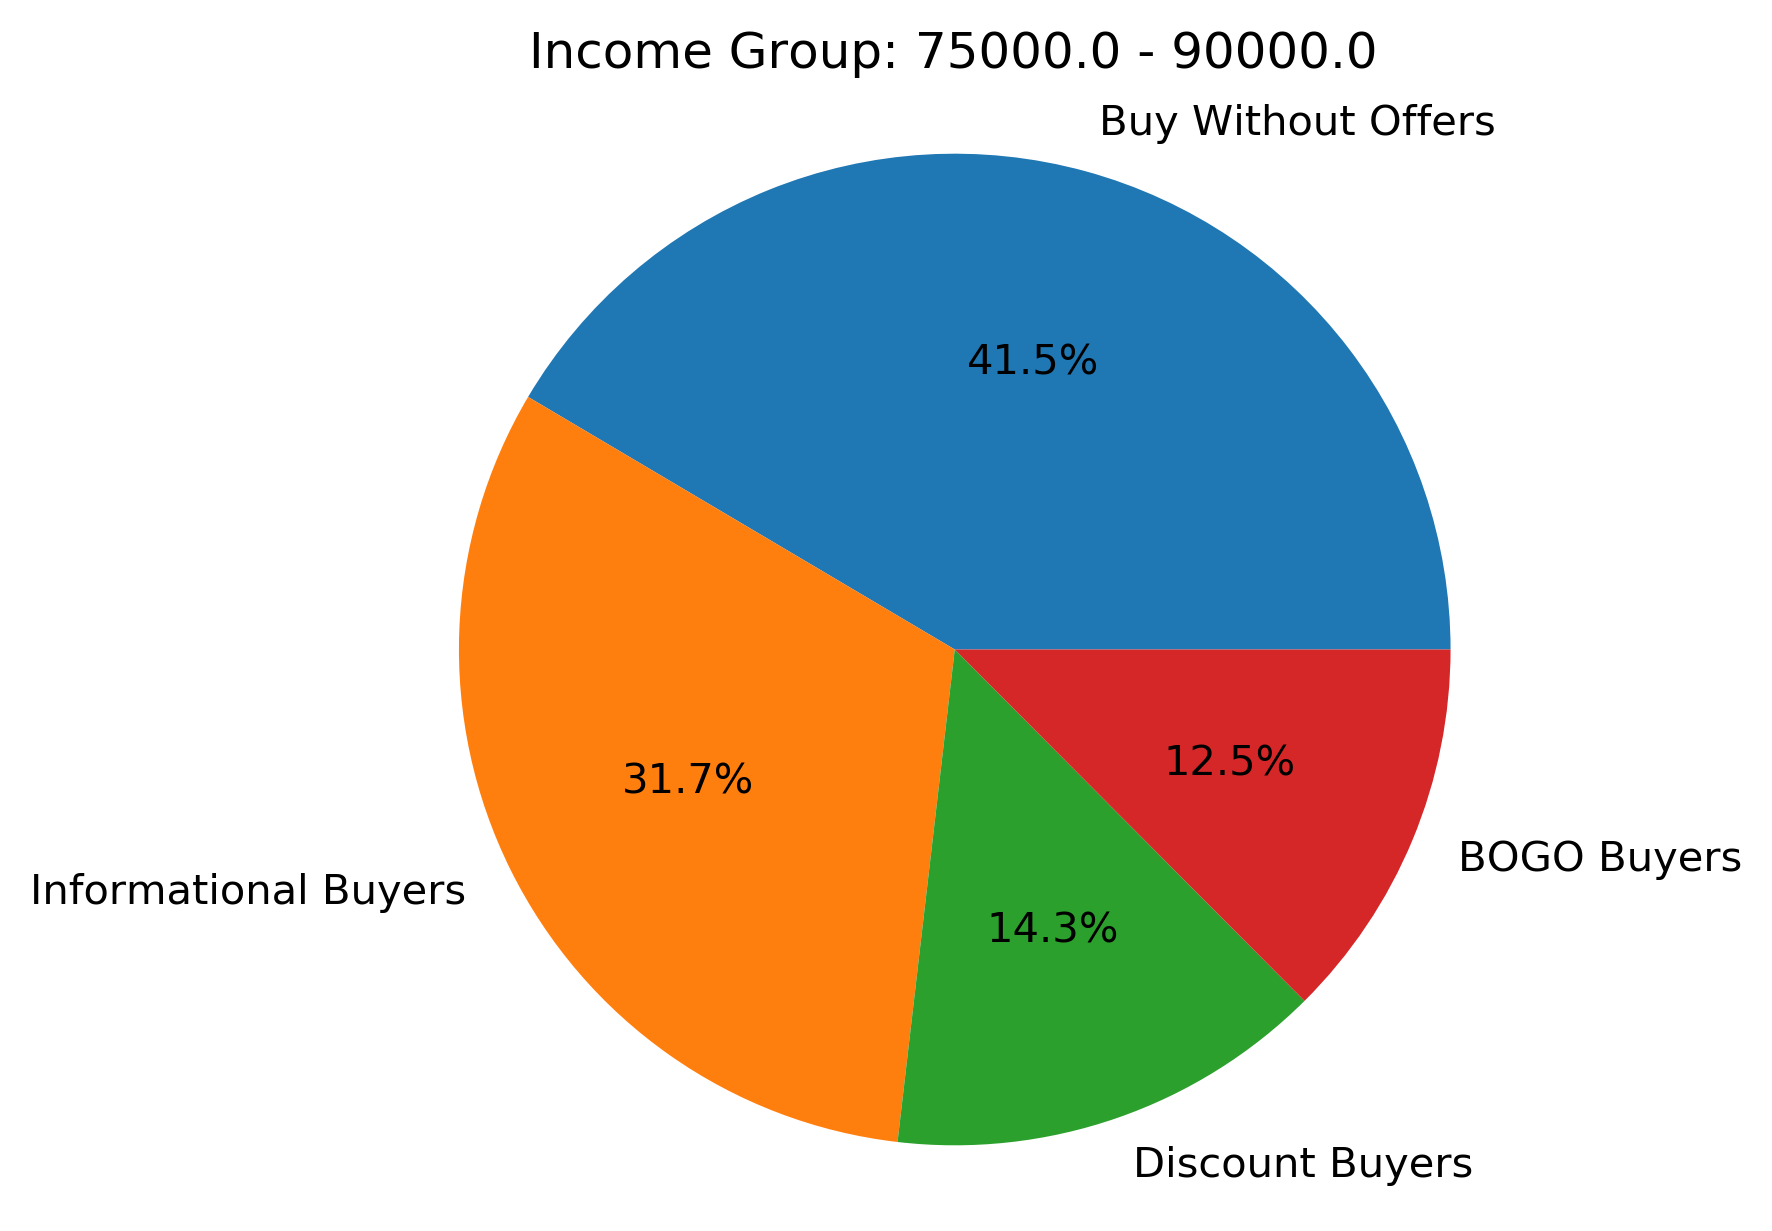 Income Group: 75000.0 - 90000.0
Buy Without Offers
41.5%
31.7%
12.5%
BOGO Buyers
Informational Buyers
14.3%
Discount Buyers